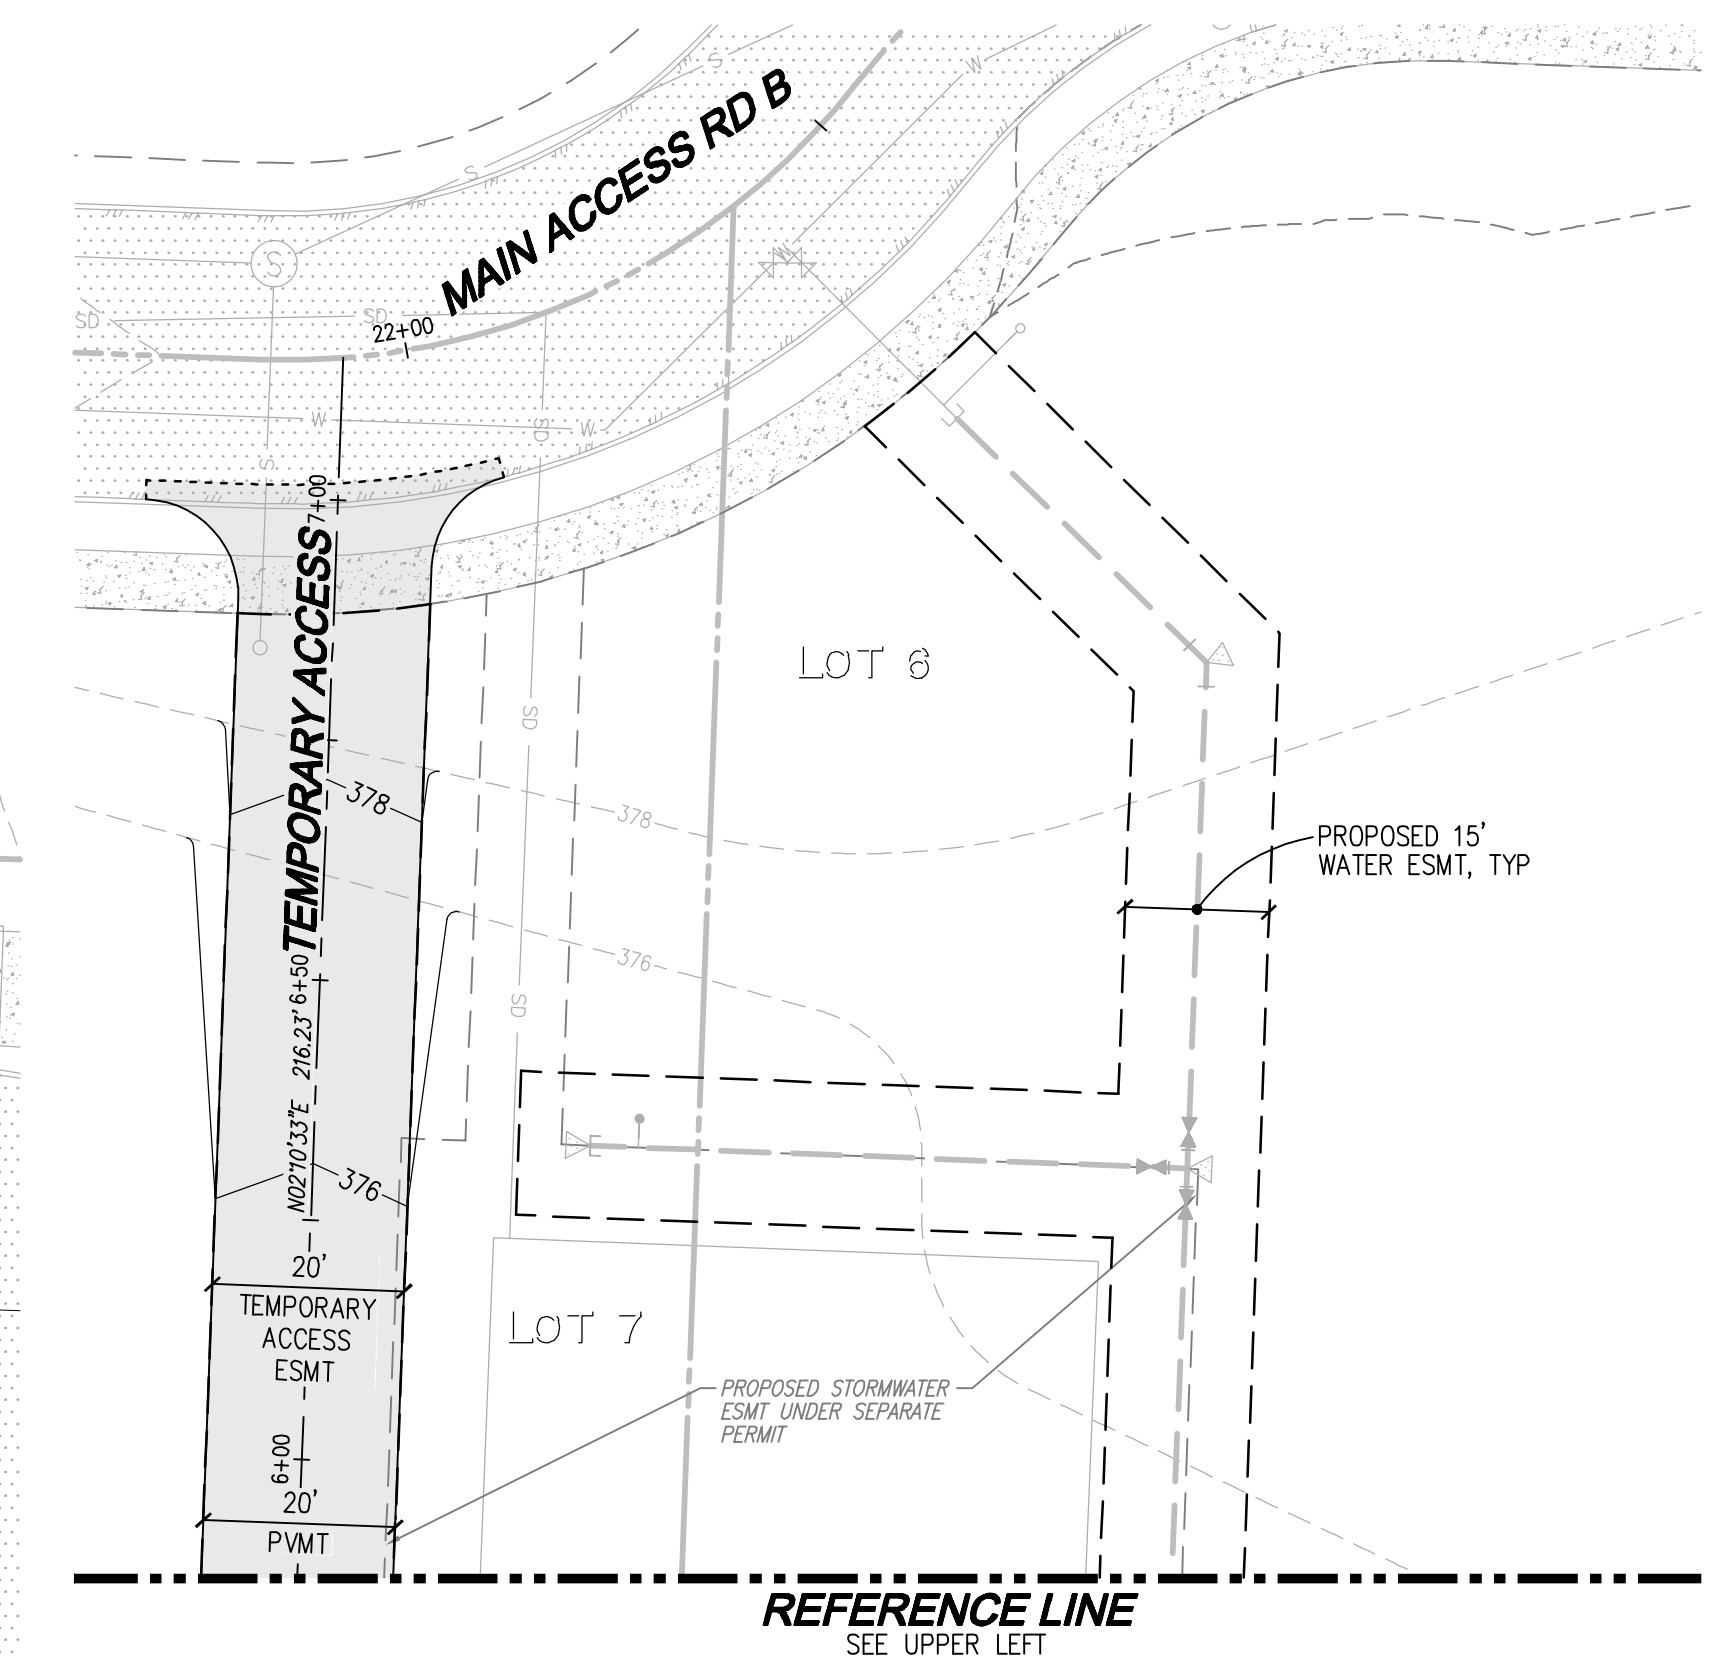 S
W
MAIN ACCESS RD B
S
S
W
SD
SD
22+00
W
SD
W
S
7+00
TEMPORARY ACCESS
LOT 6
SD
378
378
PROPOSED 15'
WATER ESMT, TYP
376
6+50
SD
N02°10'33"E 216.23'
376
20'
TEMPORARY
ACCESS
ESMT
LOT 7
PROPOSED STORMWATER
ESMT UNDER SEPARATE
PERMIT
6+00
20'
PVMT
REFERENCE LINE
SEE UPPER LEFT